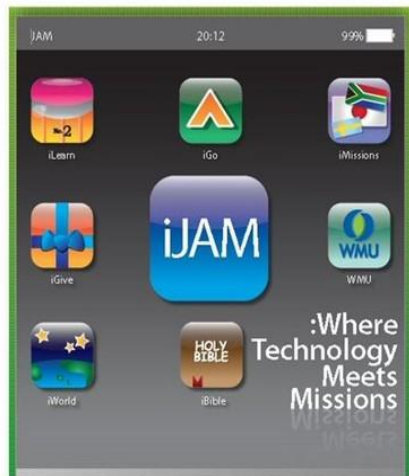 JAM 20:12 99%
No2
iLearn iGo iMissions
iJAM
WMU
iGive WMU
HOLY
BIBLE
iWorld iBible
:Where
Technology
Meets
Missions